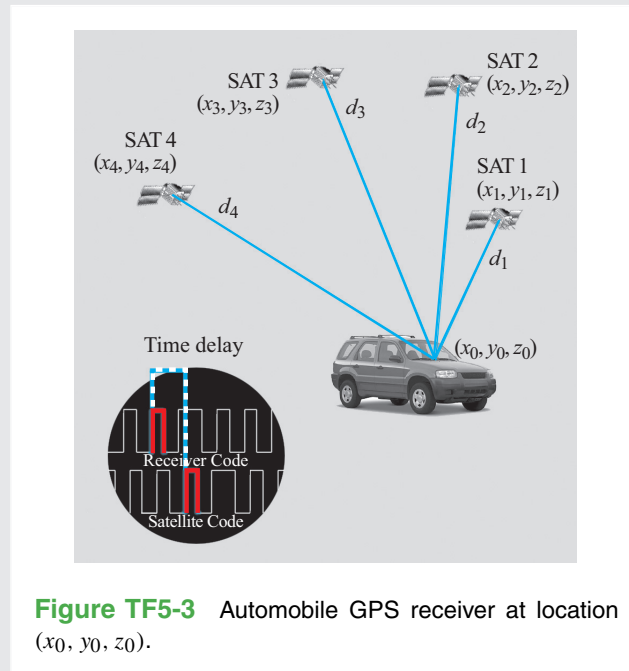 SAT 3
(x₃, y₃, z₃)
d₃
SAT 2
(x₂, y₂, z₂)
d₂
SAT 4
(x₄, y₄, z₄)
d₄
SAT 1
(x₁, y₁, z₁)
d₁
(x₀, y₀, z₀)
Time delay
Receiver Code
Satellite Code
Figure TF5-3 Automobile GPS receiver at location
(x₀, y₀, z₀).